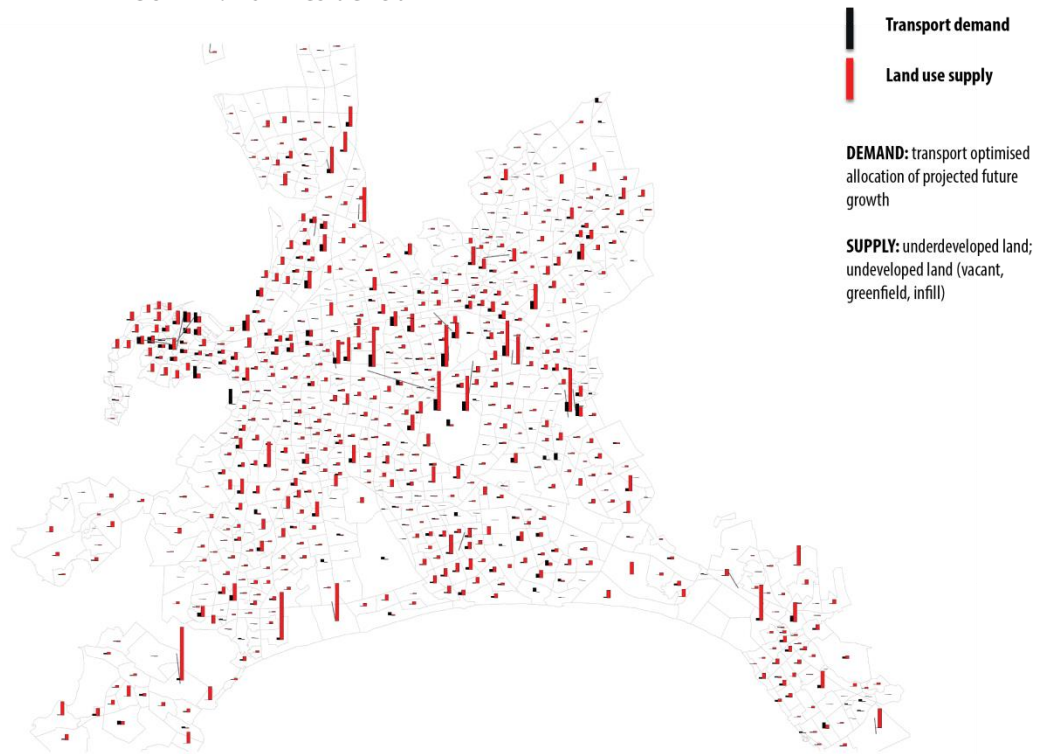 Transport demand
Land use supply
DEMAND: transport optimised
allocation of projected future
growth
SUPPLY: underdeveloped land;
undeveloped land (vacant,
greenfield, infill)